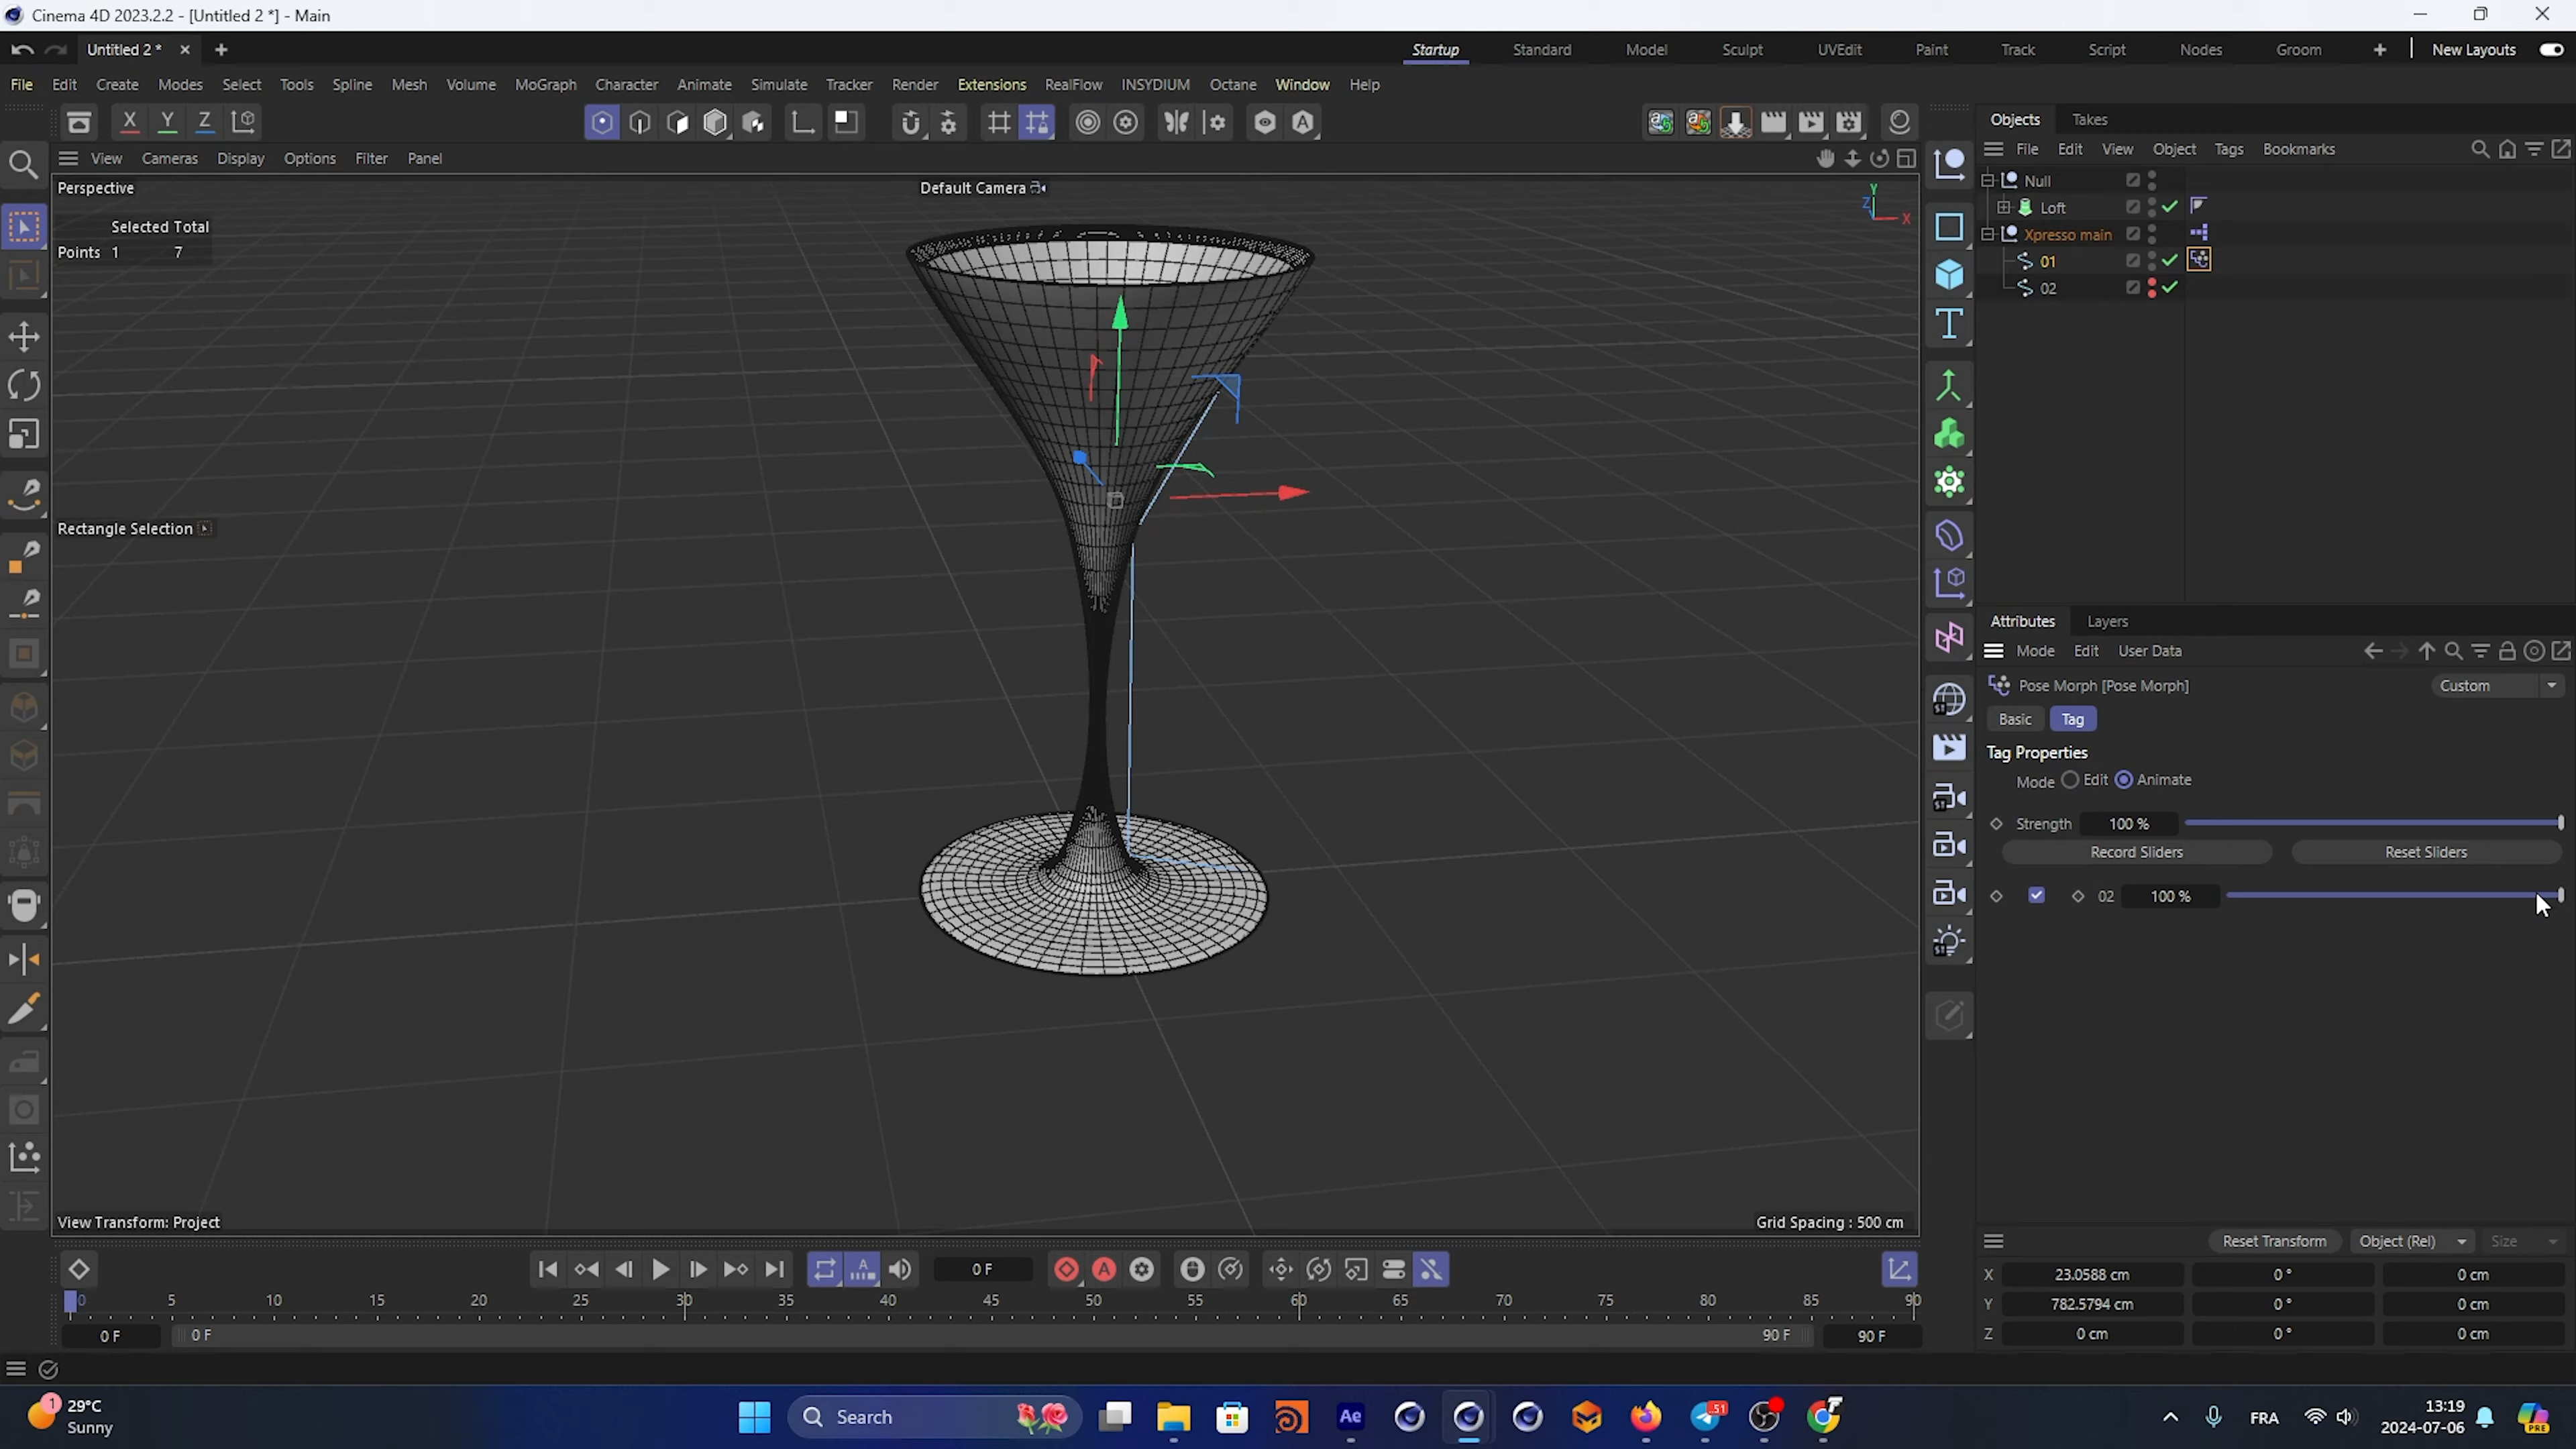 Cinema 4D 2023.2.2 - [Untitled 2 *] - Main
Untitled 2 *
Startup Standard Model Sculpt UVEdit Paint Track Script Nodes Groom New Layouts
File Edit Create Modes Select Tools Spline Mesh Volume MoGraph Character Animate Simulate Tracker Render Extensions RealFlow INSYDIUM Octane Window Help
X Y Z
Objects Takes
View Cameras Display Options Filter Panel
File Edit View Object Tags Bookmarks
Perspective
Default Camera
Y
Z
X
Selected Total
Points 1 7
Rectangle Selection
View Transform: Project
Grid Spacing : 500 cm
Null
Loft
Xpresso main
01
02
Attributes Layers
Mode Edit User Data
Pose Morph [Pose Morph]
Custom
Basic Tag
Tag Properties
Mode Edit Animate
Strength 100 %
Record Sliders Reset Sliders
02 100 %
Reset Transform Object (Rel) Size
X 23.0588 cm 0 ° 0 cm
Y 782.5794 cm 0 ° 0 cm
Z 0 cm 0 ° 0 cm
0 F
0 5 10 15 20 25 30 35 40 45 50 55 60 65 70 75 80 85 90
0 F 0 F 90 F 90 F
1
29°C
Sunny
Search
Ae
51
FRA
13:19
2024-07-06
PRE